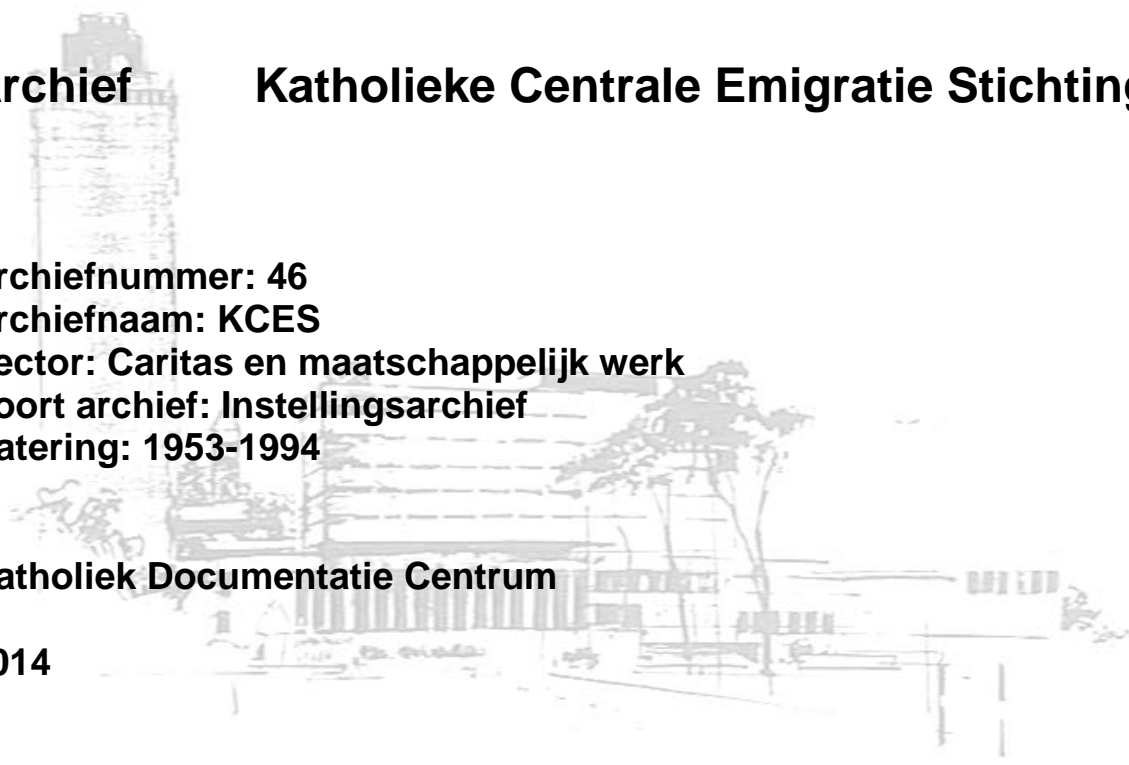 rchief Katholieke Centrale Emigratie Stichting
rchiefnummer: 46
rchiefnaam: KCES
ector: Caritas en maatschappelijk werk
oort archief: Instellingsarchief
atering: 1953-1994
atholiek Documentatie Centrum
014